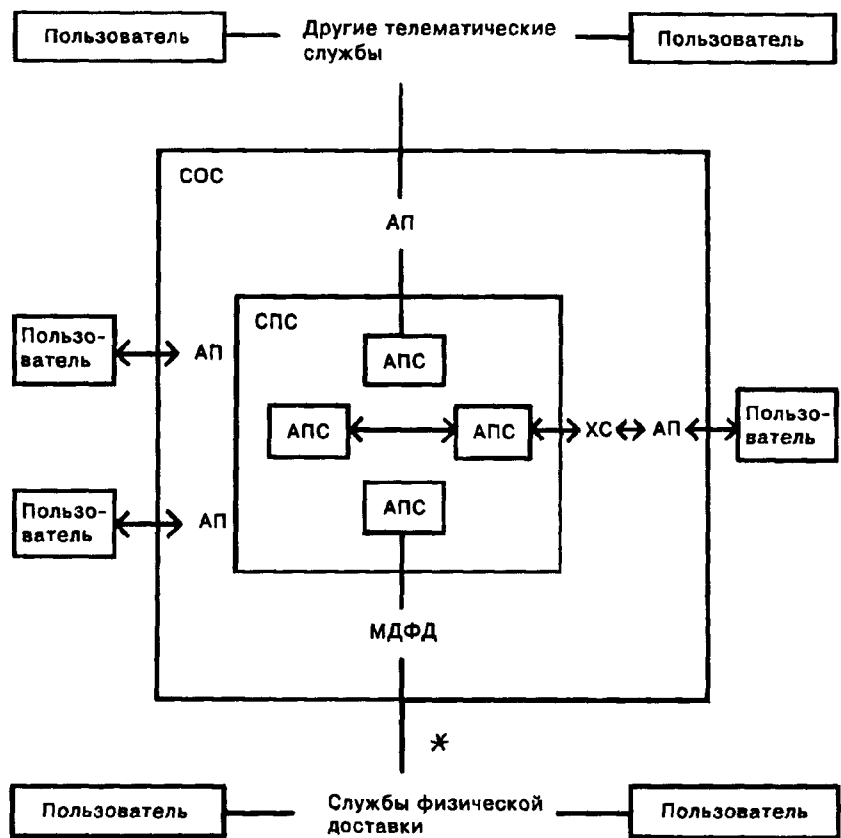 Пользователь
Другие телематические
службы
Пользователь
СОС
АП
СПС
АПС
Пользо-
ватель
АП
АПС
АПС
ХС
АП
Пользо-
ватель
АПС
Пользо-
ватель
АП
МДФД
*
Пользователь
Службы физической
доставки
Пользователь